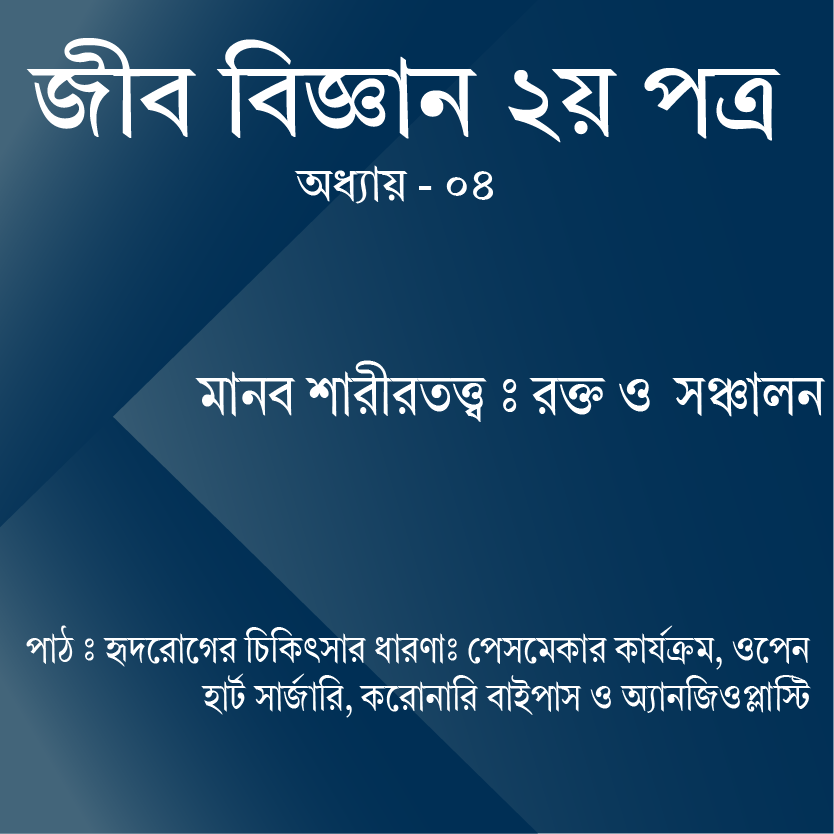 জীব বিজ্ঞান ২য় পত্র
অধ্যায় - ০৪
মানব শারীরতত্ত্ব ঃ রক্ত ও সঞ্চালন
পাঠ ঃ হৃদরোগের চিকিৎসার ধারণাঃ পেসমেকার কার্যক্রম, ওপেন
হার্ট সার্জারি, করোনারি বাইপাস ও অ্যানজিওপ্লাস্টি